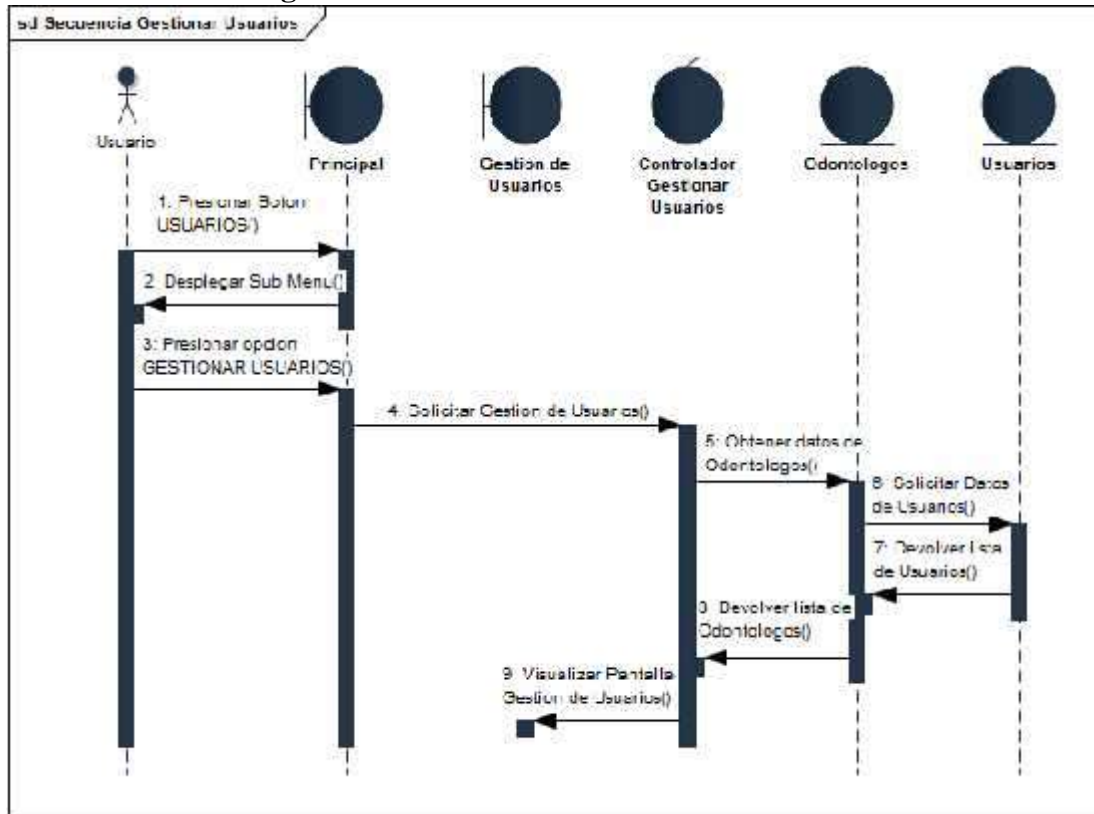 sd Secuencia Gestionar Usuarios
Usuario
Principal
Gestion de
Usuarios
Controlador
Gestionar
Usuarios
Odontologos
Usuarios
1: Presionar Boton
USUARIOS()
2: Desplegar Sub Menu()
3: Presionar opcion
GESTIONAR USUARIOS()
4: Solicitar Gestion de Usuarios()
5: Obtener datos de
Odontologos()
6: Solicitar Datos
de Usuarios()
7: Devolver lista
de Usuarios()
8: Devolver lista de
Odontologos()
9: Visualizar Pantalla
Gestion de Usuarios()